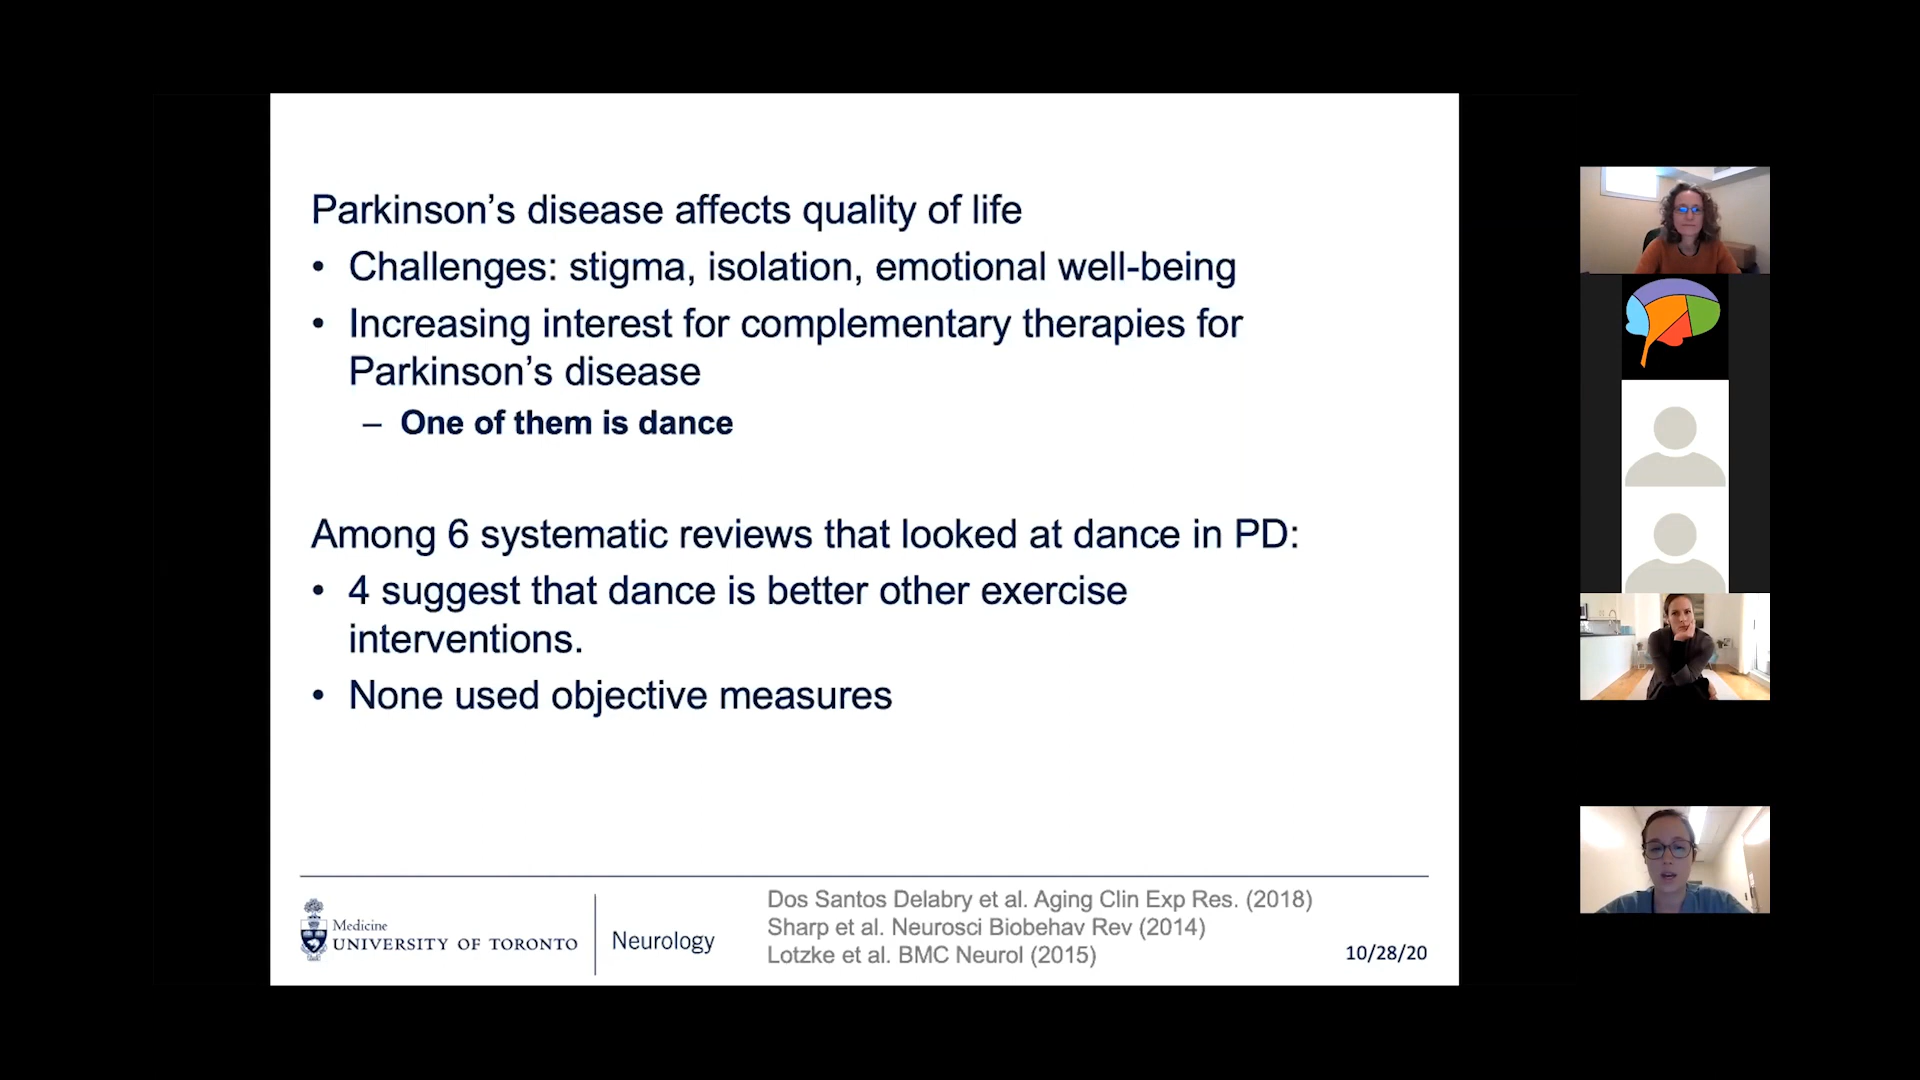 Parkinson’s disease affects quality of life
• Challenges: stigma, isolation, emotional well-being
• Increasing interest for complementary therapies for
Parkinson’s disease
– One of them is dance
Among 6 systematic reviews that looked at dance in PD:
• 4 suggest that dance is better other exercise
interventions.
• None used objective measures
Medicine
UNIVERSITY OF TORONTO
Neurology
Dos Santos Delabry et al. Aging Clin Exp Res. (2018)
Sharp et al. Neurosci Biobehav Rev (2014)
Lotzke et al. BMC Neurol (2015)
10/28/20